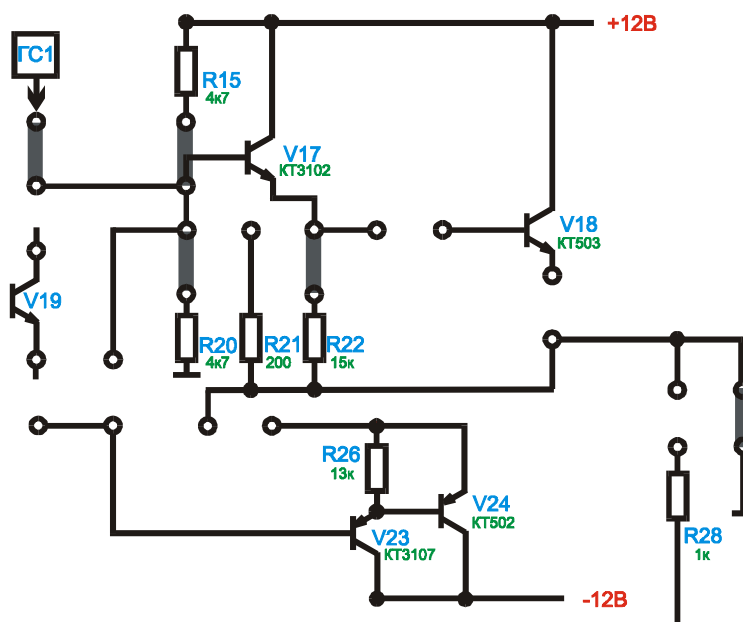 +12В
ГС1
R15
4к7
V17
КТ3102
V18
КТ503
V19
R20
4к7
R21
200
R22
15к
R26
13к
V24
КТ502
V23
КТ3107
R28
1к
-12В